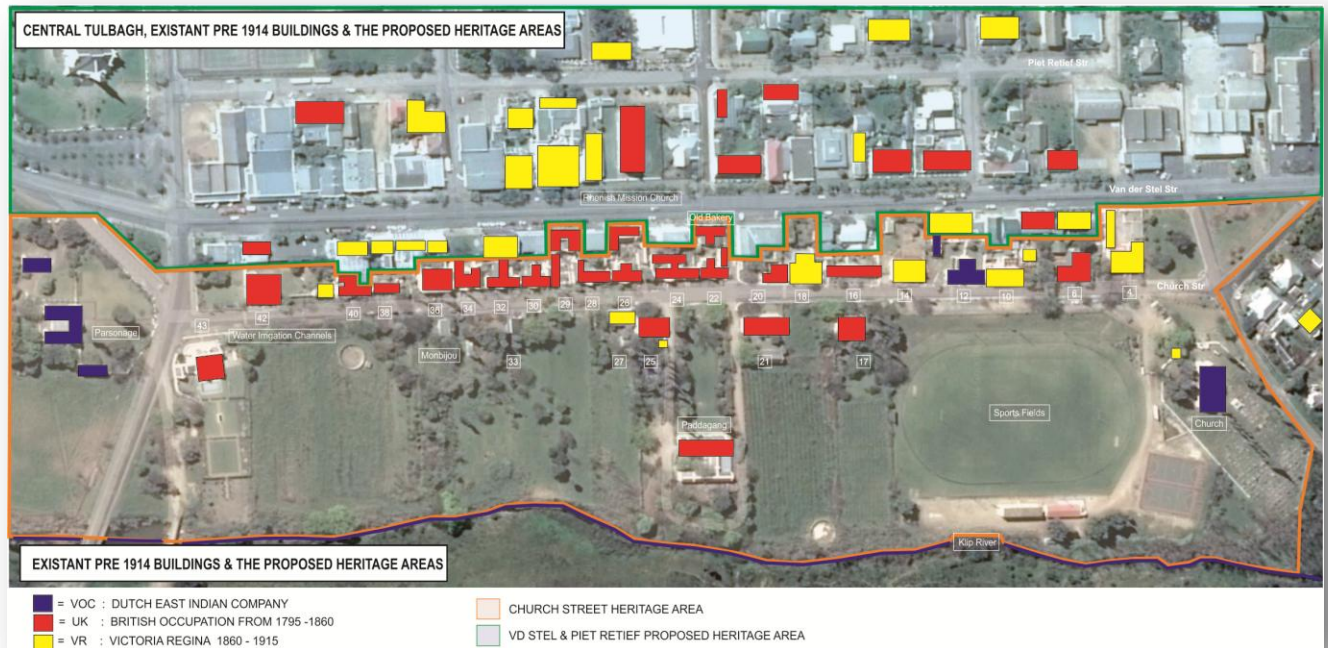 CENTRAL TULBAGH, EXISTANT PRE 1914 BUILDINGS & THE PROPOSED HERITAGE AREAS
Piet Retief Str
Van der Stel Str
Rhenish Mission Church
Old Bakery
Church Str
Parsonage
43
42
Water Irrigation Channels
40
38
36
34
32
30
29
28
26
24
22
20
18
16
14
12
10
6
4
Monbijou
33
27
25
21
17
Paddagang
Sports Fields
Church
Klip River
EXISTANT PRE 1914 BUILDINGS & THE PROPOSED HERITAGE AREAS
= VOC : DUTCH EAST INDIAN COMPANY
= UK : BRITISH OCCUPATION FROM 1795 -1860
= VR : VICTORIA REGINA 1860 - 1915
CHURCH STREET HERITAGE AREA
VD STEL & PIET RETIEF PROPOSED HERITAGE AREA